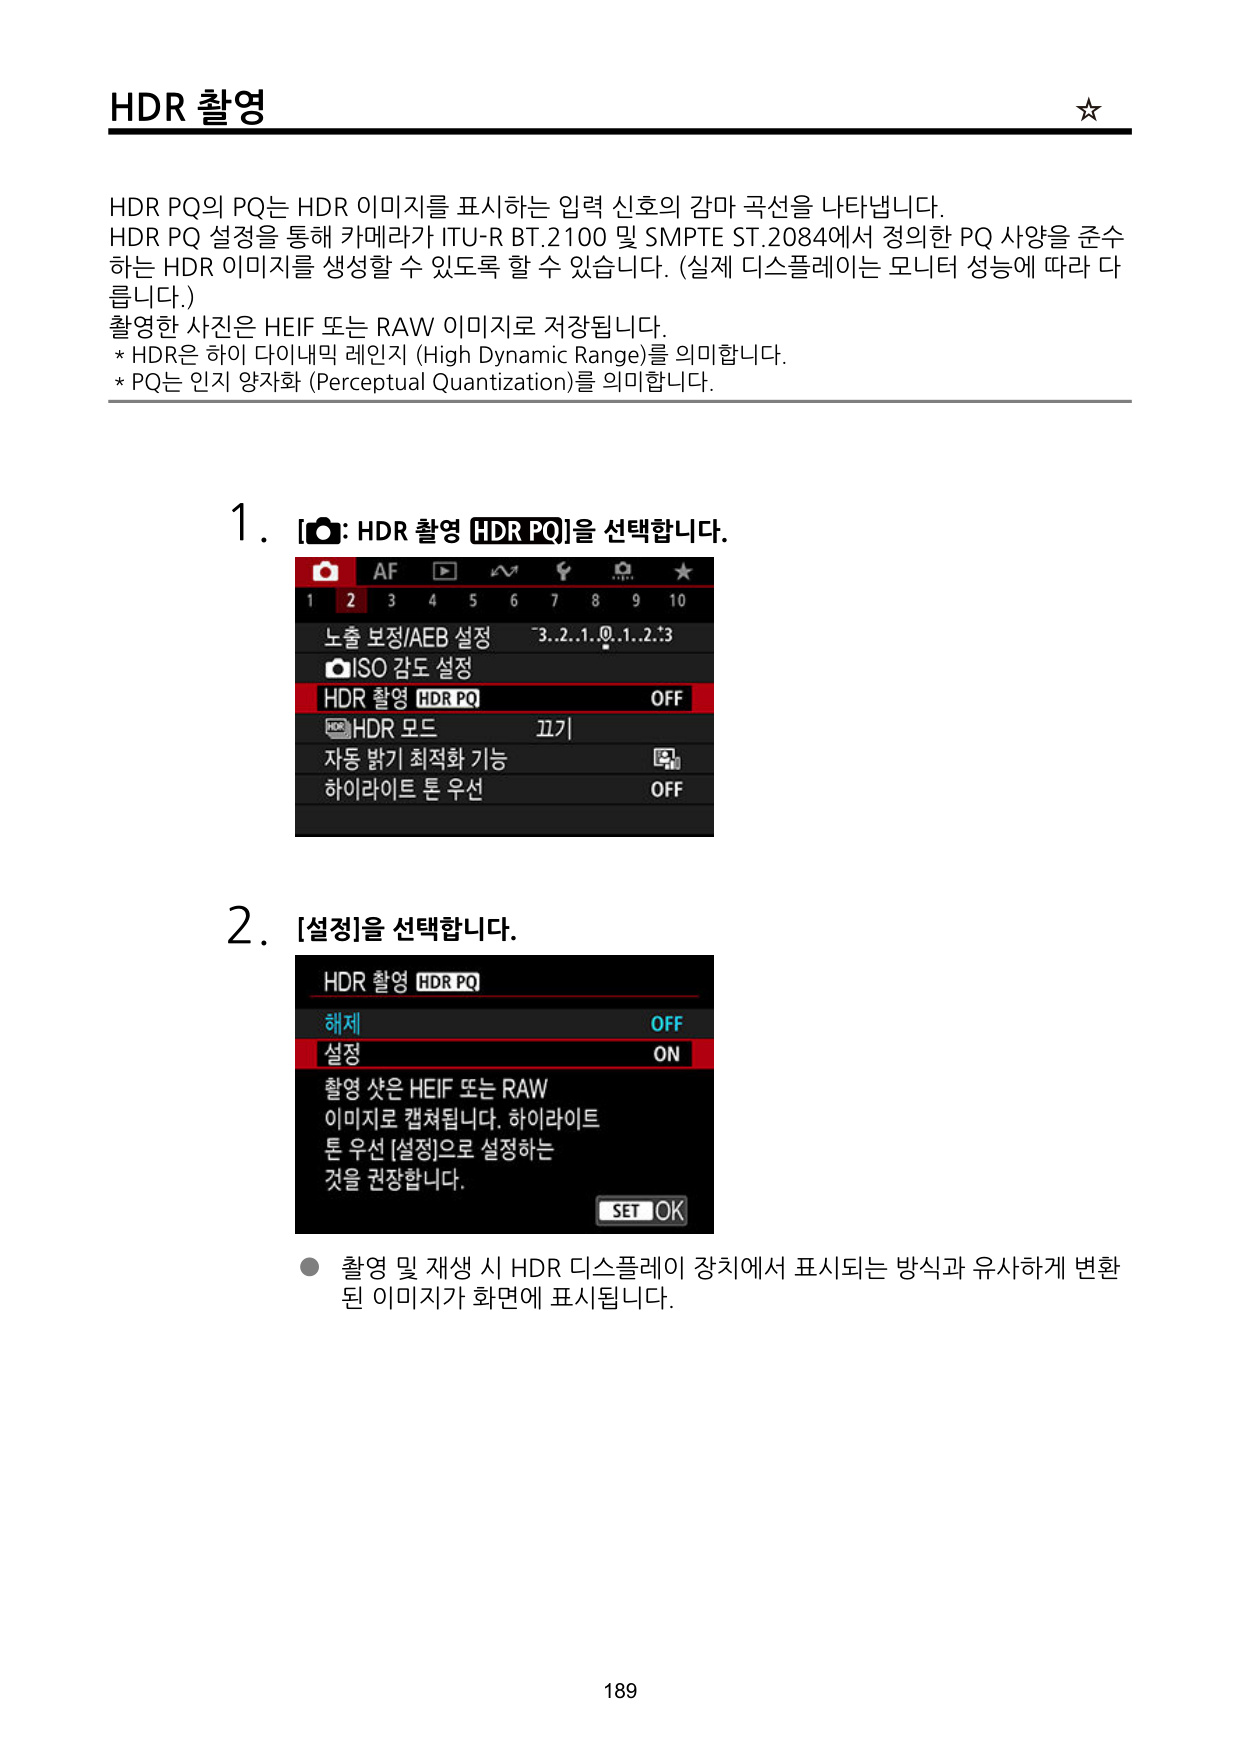 HDR 촬영 ☆
HDR PQ의 PQ는 HDR 이미지를 표시하는 입력 신호의 감마 곡선을 나타냅니다.
HDR PQ 설정을 통해 카메라가 ITU-R BT.2100 및 SMPTE ST.2084에서 정의한 PQ 사양을 준수
하는 HDR 이미지를 생성할 수 있도록 할 수 있습니다. (실제 디스플레이는 모니터 성능에 따라 다
릅니다.)
촬영한 사진은 HEIF 또는 RAW 이미지로 저장됩니다.
* HDR은 하이 다이내믹 레인지 (High Dynamic Range)를 의미합니다.
* PQ는 인지 양자화 (Perceptual Quantization)를 의미합니다.
1. [: HDR 촬영 HDR PQ]을 선택합니다.
AF
1 2 3 4 5 6 7 8 9 10
노출 보정/AEB 설정 -3..2..1..0..1..2..+3
ISO 감도 설정
HDR 촬영 HDR PQ OFF
HDR HDR 모드 끄기
자동 밝기 최적화 기능
하이라이트 톤 우선 OFF
2. [설정]을 선택합니다.
HDR 촬영 HDR PQ
해제 OFF
설정 ON
촬영 샷은 HEIF 또는 RAW
이미지로 캡쳐됩니다. 하이라이트
톤 우선 [설정]으로 설정하는
것을 권장합니다.
SET OK
● 촬영 및 재생 시 HDR 디스플레이 장치에서 표시되는 방식과 유사하게 변환
된 이미지가 화면에 표시됩니다.
189